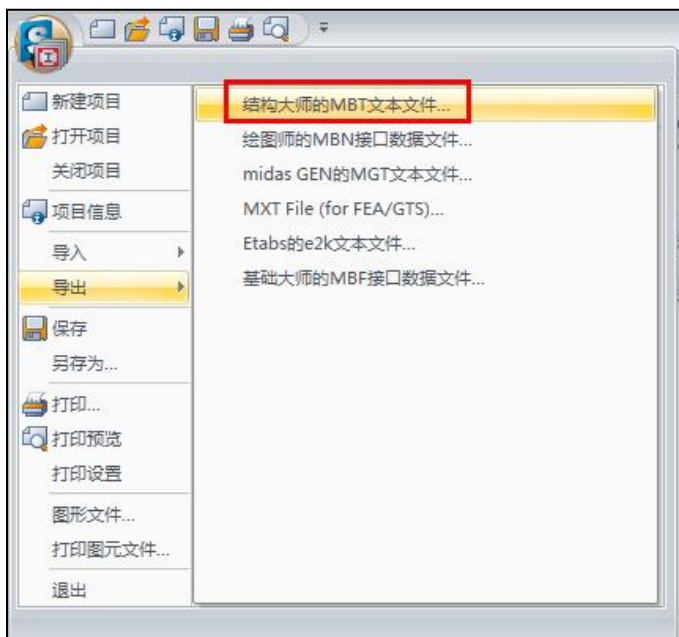 新建项目
打开项目
关闭项目
项目信息
导入
导出
保存
另存为...
打印...
打印预览
打印设置
图形文件...
打印图元文件...
退出
结构大师的MBT文本文件...
绘图师的MBN接口数据文件...
midas GEN的MGT文本文件...
MXT File (for FEA/GTS)...
Etabs的e2k文本文件...
基础大师的MBF接口数据文件...